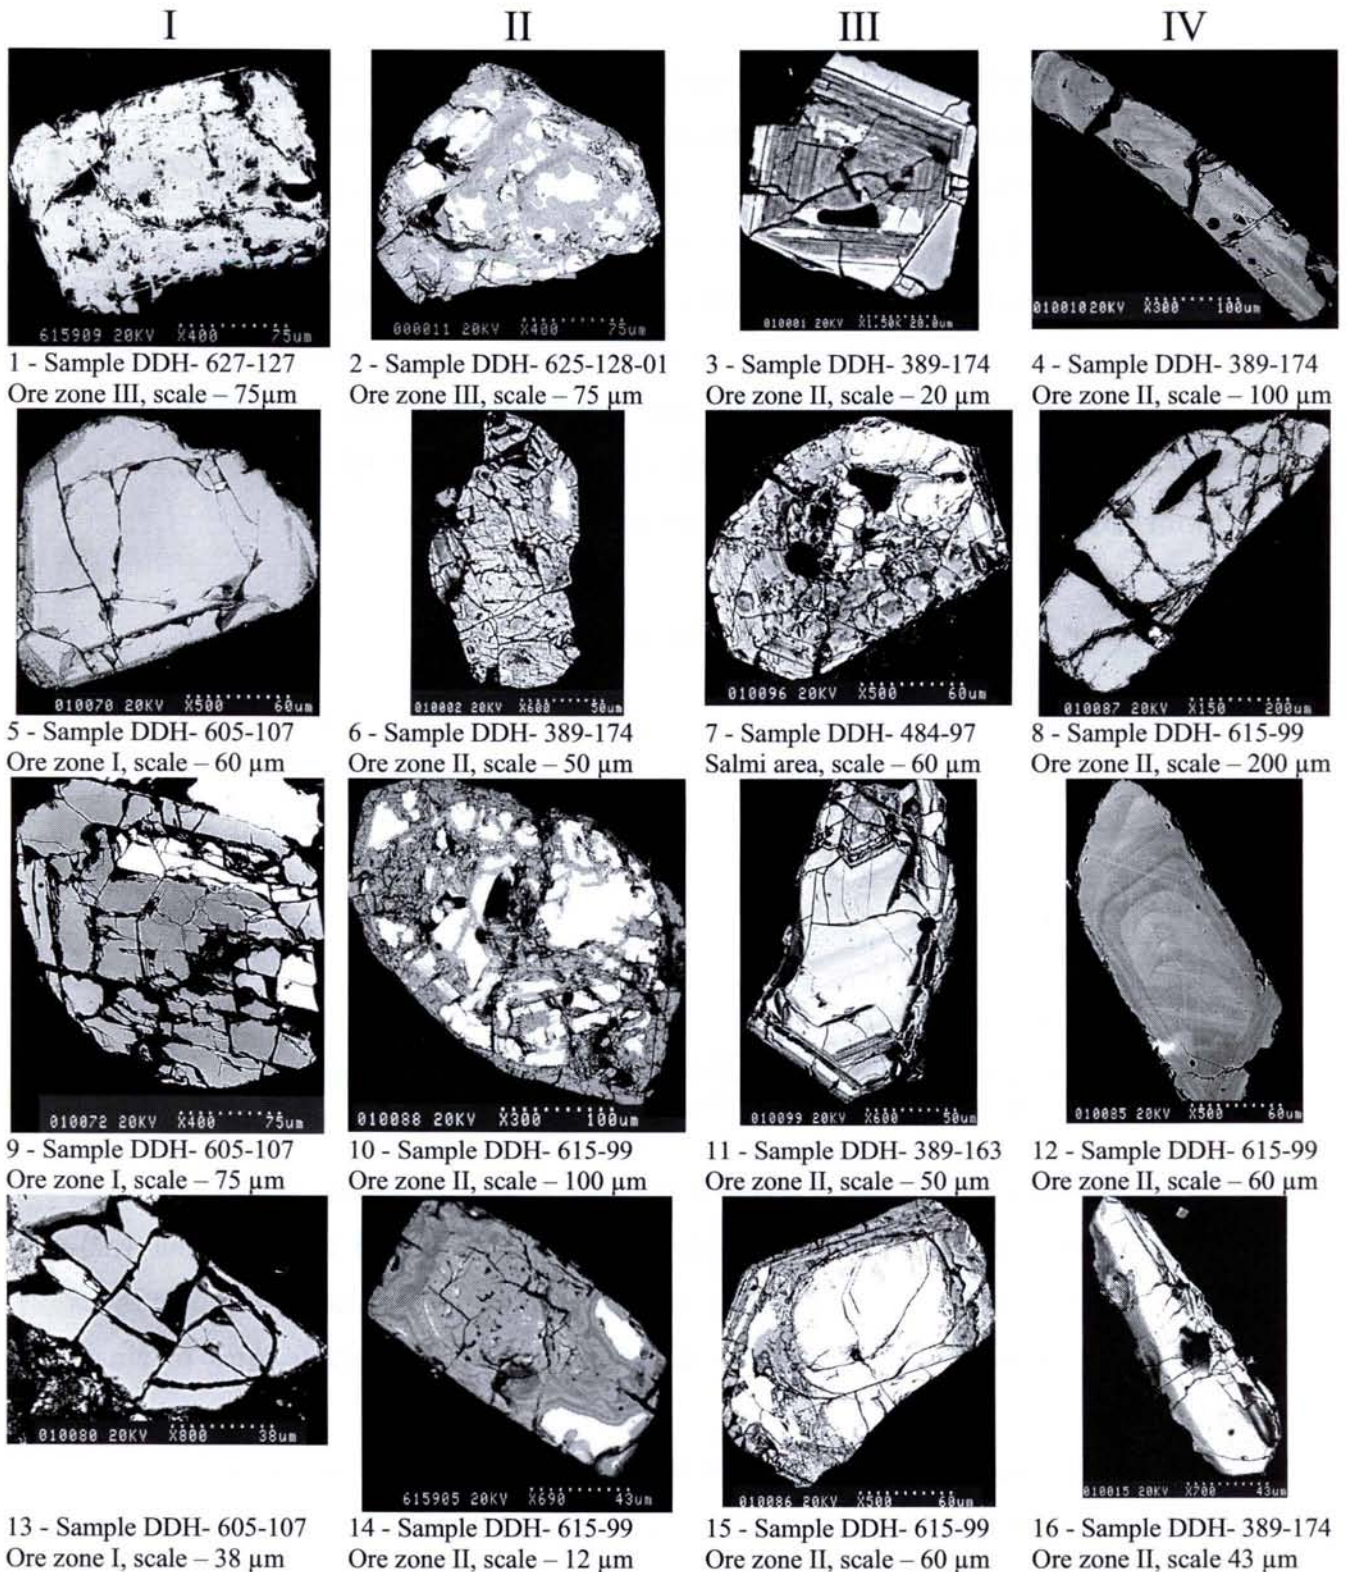 I II III IV
615909 20KV X400 75um
000011 20KV X400 75um
010001 20KV X1.50K 20.0um
010010 20KV X300 100um
1 - Sample DDH- 627-127
Ore zone III, scale – 75µm
2 - Sample DDH- 625-128-01
Ore zone III, scale – 75 µm
3 - Sample DDH- 389-174
Ore zone II, scale – 20 µm
4 - Sample DDH- 389-174
Ore zone II, scale – 100 µm
010070 20KV X500 60um
010002 20KV X600 50um
010096 20KV X500 60um
010087 20KV X150 200um
5 - Sample DDH- 605-107
Ore zone I, scale – 60 µm
6 - Sample DDH- 389-174
Ore zone II, scale – 50 µm
7 - Sample DDH- 484-97
Salmi area, scale – 60 µm
8 - Sample DDH- 615-99
Ore zone II, scale – 200 µm
010072 20KV X400 75um
010088 20KV X300 100um
010099 20KV X600 50um
010085 20KV X500 60um
9 - Sample DDH- 605-107
Ore zone I, scale – 75 µm
10 - Sample DDH- 615-99
Ore zone II, scale – 100 µm
11 - Sample DDH- 389-163
Ore zone II, scale – 50 µm
12 - Sample DDH- 615-99
Ore zone II, scale – 60 µm
010080 20KV X800 38um
615905 20KV X690 43um
010086 20KV X500 60um
010015 20KV X700 43um
13 - Sample DDH- 605-107
Ore zone I, scale – 38 µm
14 - Sample DDH- 615-99
Ore zone II, scale – 12 µm
15 - Sample DDH- 615-99
Ore zone II, scale – 60 µm
16 - Sample DDH- 389-174
Ore zone II, scale 43 µm